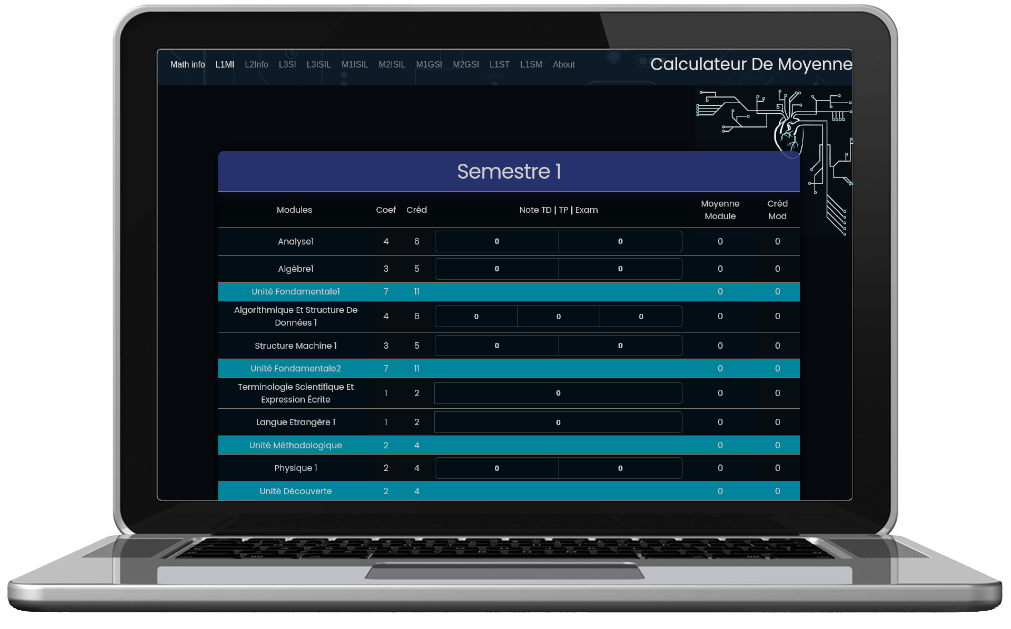 Math info L1MI L2Info L3SI L3ISIL M1ISIL M2ISIL M1GSI M2GSI L1ST L1SM About Calculateur De Moyenne
Semestre 1
Modules Coef Créd Note TD | TP | Exam Moyenne Module Créd Mod
Analyse1 4 6 0 0 0 0
Algèbre1 3 5 0 0 0 0
Unité Fondamentale1 7 11 0 0
Algorithmique Et Structure De
Données 1 4 6 0 0 0 0 0
Structure Machine 1 3 5 0 0 0 0
Unité Fondamentale2 7 11 0 0
Terminologie Scientifique Et
Expression Écrite 1 2 0 0 0
Langue Etrangère 1 1 2 0 0 0
Unité Méthodologique 2 4 0 0
Physique 1 2 4 0 0 0 0
Unité Découverte 2 4 0 0